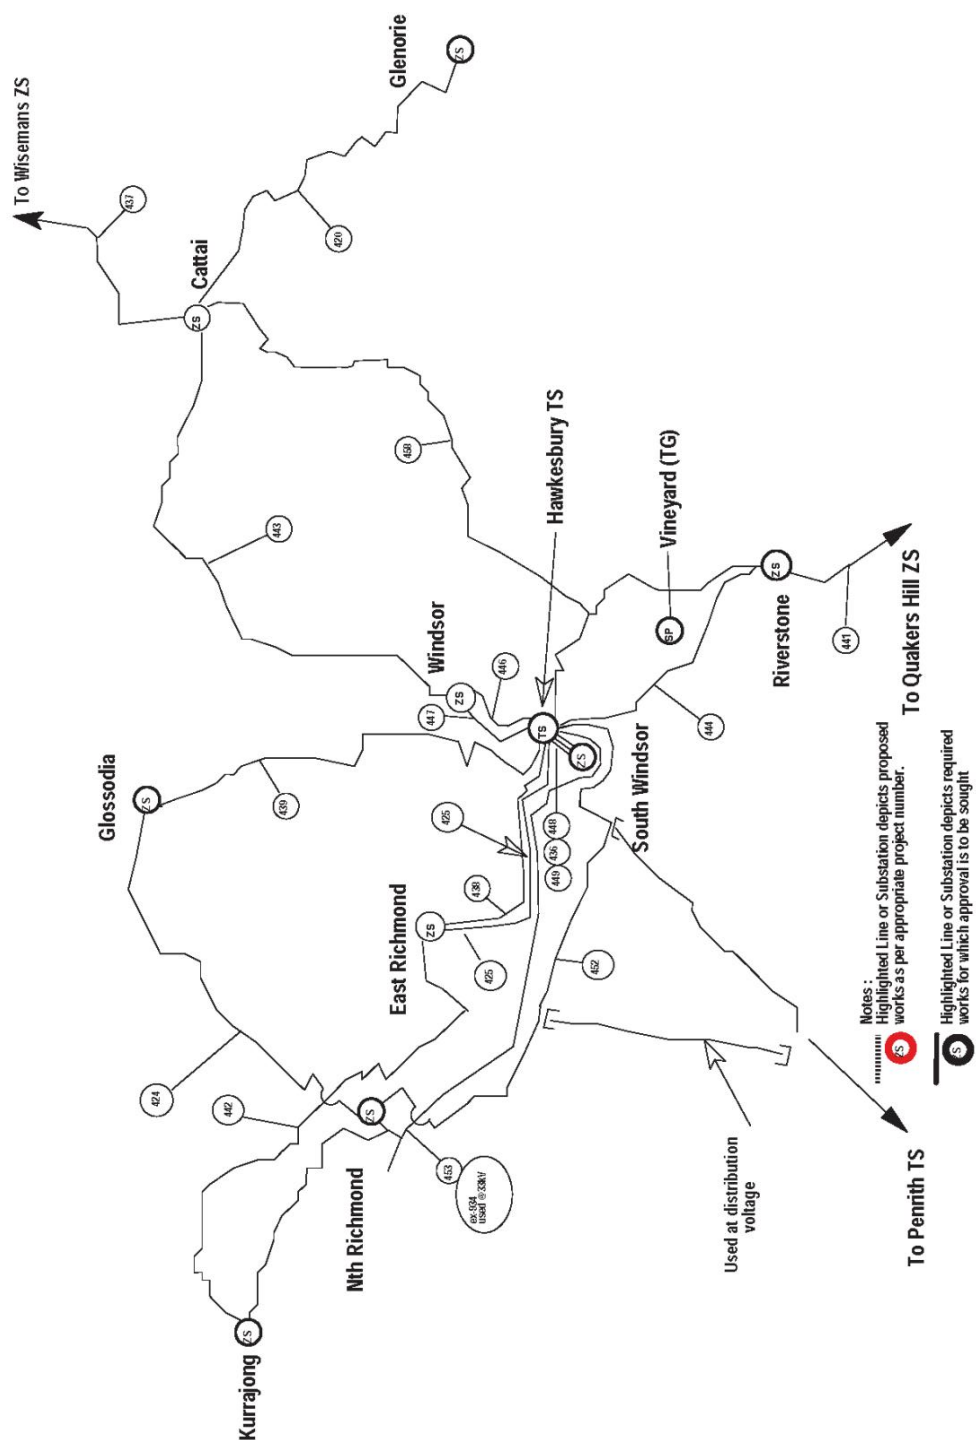 To Wisemans ZS
437
Glenorie
ZS
420
Cattai
ZS
458
443
Hawkesbury TS
Vineyard (TG)
SP
Windsor
ZS
446
447
TS
ZS
South Windsor
Riverstone
ZS
441
To Quakers Hill ZS
444
Glossodia
ZS
439
425
438
448
436
449
East Richmond
ZS
425
452
424
442
ZS
Nth Richmond
453
ex-934
used @33kV
Kurrajong
ZS
Used at distribution
voltage
To Penrith TS
Notes :
Highlighted Line or Substation depicts proposed
works as per appropriate project number.
ZS
Highlighted Line or Substation depicts required
works for which approval is to be sought
ZS